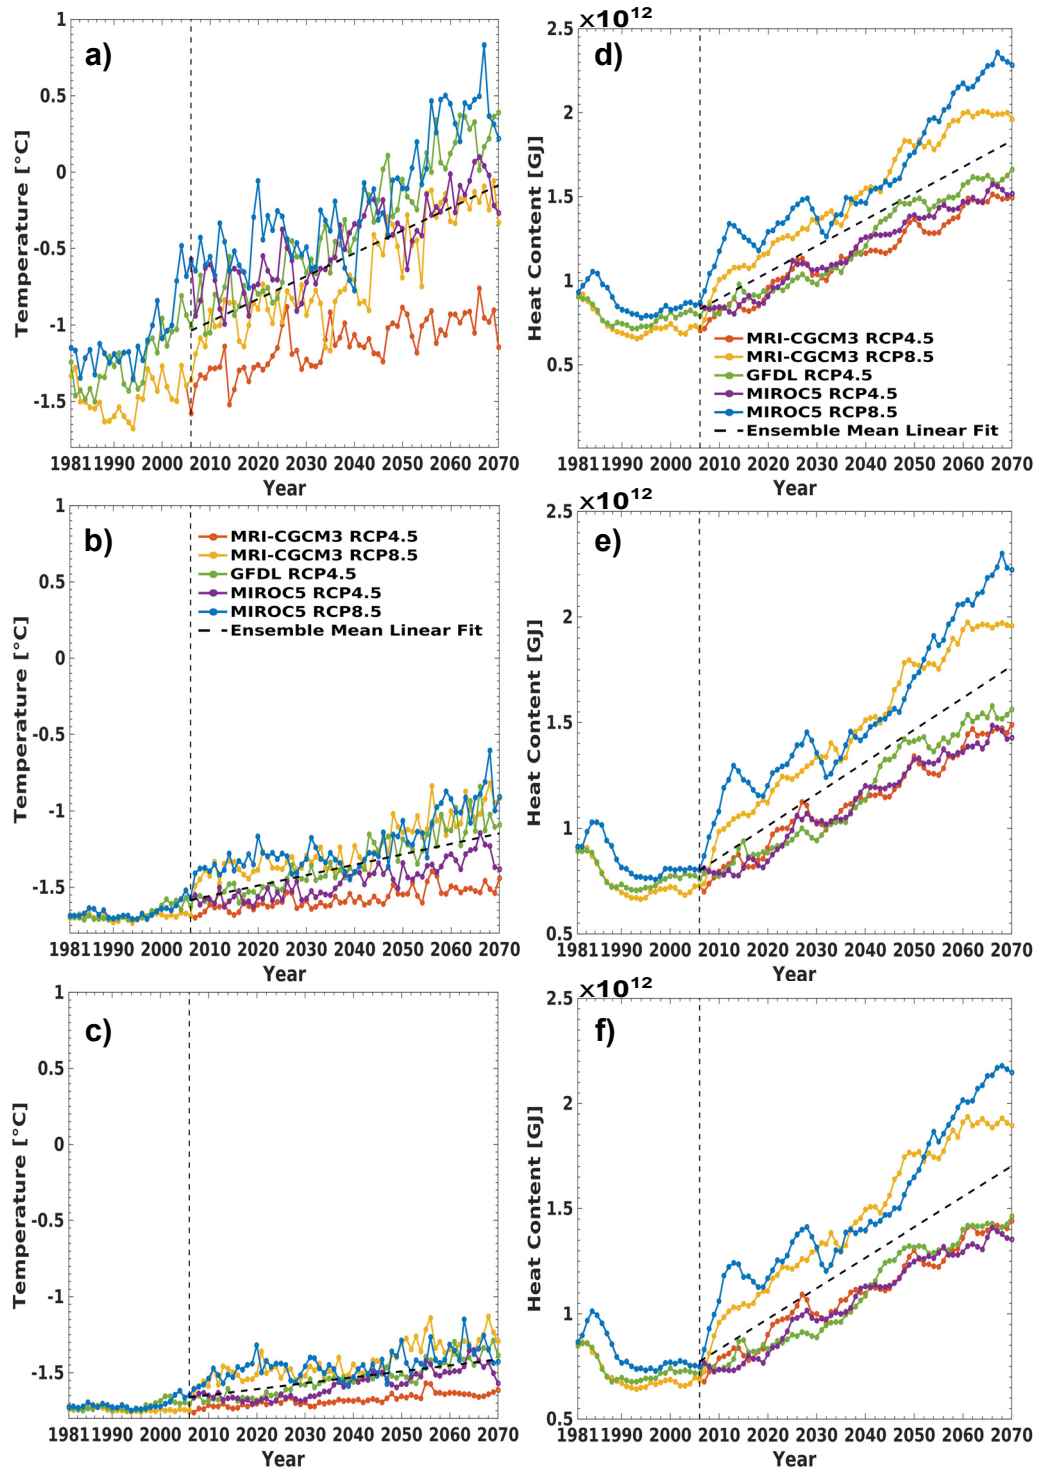 a)
Temperature [°C]
1
0.5
0
-0.5
-1
-1.5
1981 1990 2000 2010 2020 2030 2040 2050 2060 2070
Year
×10¹²
d)
Heat Content [GJ]
2.5
2
1.5
1
0.5
MRI-CGCM3 RCP4.5
MRI-CGCM3 RCP8.5
GFDL RCP4.5
MIROC5 RCP4.5
MIROC5 RCP8.5
Ensemble Mean Linear Fit
1981 1990 2000 2010 2020 2030 2040 2050 2060 2070
Year
b)
Temperature [°C]
1
0.5
0
-0.5
-1
-1.5
MRI-CGCM3 RCP4.5
MRI-CGCM3 RCP8.5
GFDL RCP4.5
MIROC5 RCP4.5
MIROC5 RCP8.5
Ensemble Mean Linear Fit
1981 1990 2000 2010 2020 2030 2040 2050 2060 2070
Year
×10¹²
e)
Heat Content [GJ]
2.5
2
1.5
1
0.5
1981 1990 2000 2010 2020 2030 2040 2050 2060 2070
Year
c)
Temperature [°C]
1
0.5
0
-0.5
-1
-1.5
1981 1990 2000 2010 2020 2030 2040 2050 2060 2070
Year
×10¹²
f)
Heat Content [GJ]
2.5
2
1.5
1
0.5
1981 1990 2000 2010 2020 2030 2040 2050 2060 2070
Year